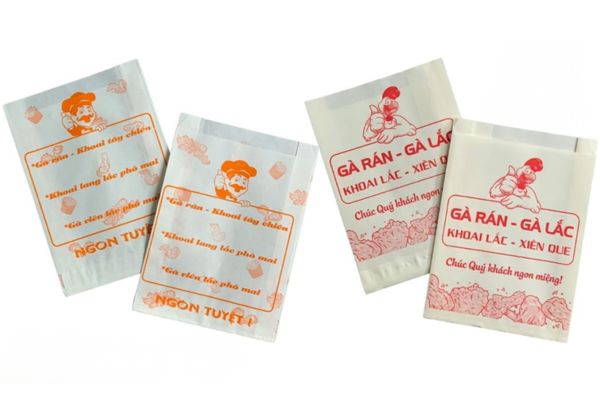 *Gà rán - Khoai tây chiên
*Khoai lang lắc phô mai
*Gà viên lắc phô mai
NGON TUYỆT
*Gà rán - Khoai tây chiên
*Khoai lang lắc phô mai
*Gà viên lắc phô mai
NGON TUYỆT !
GÀ RÁN - GÀ LẮC
KHOAI LẮC - XIÊN QUE
Chúc Quý khách ngon
GÀ RÁN - GÀ LẮC
KHOAI LẮC - XIÊN QUE
Chúc Quý khách ngon miệng!